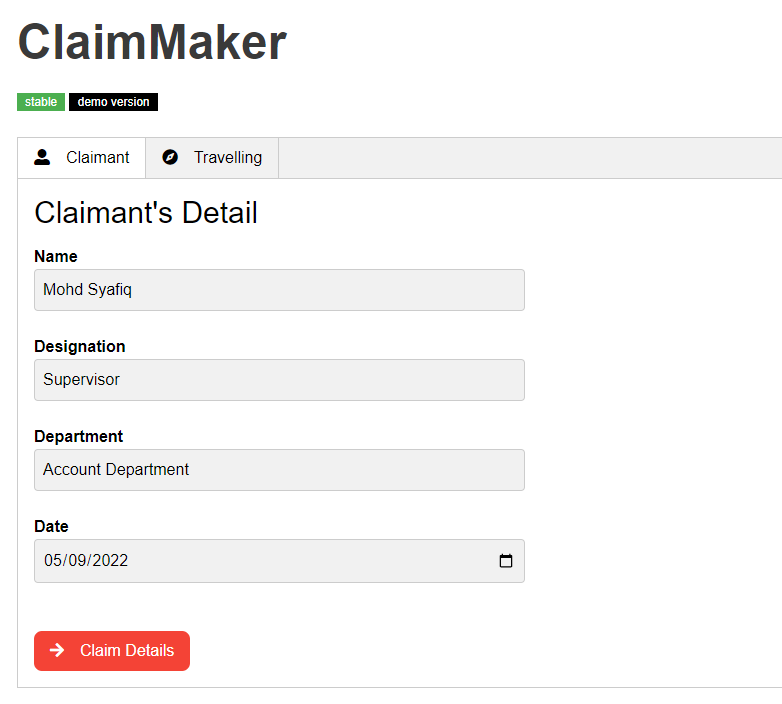 ClaimMaker
stable demo version
Claimant Travelling
Claimant's Detail
Name
Mohd Syafiq
Designation
Supervisor
Department
Account Department
Date
05/09/2022
Claim Details